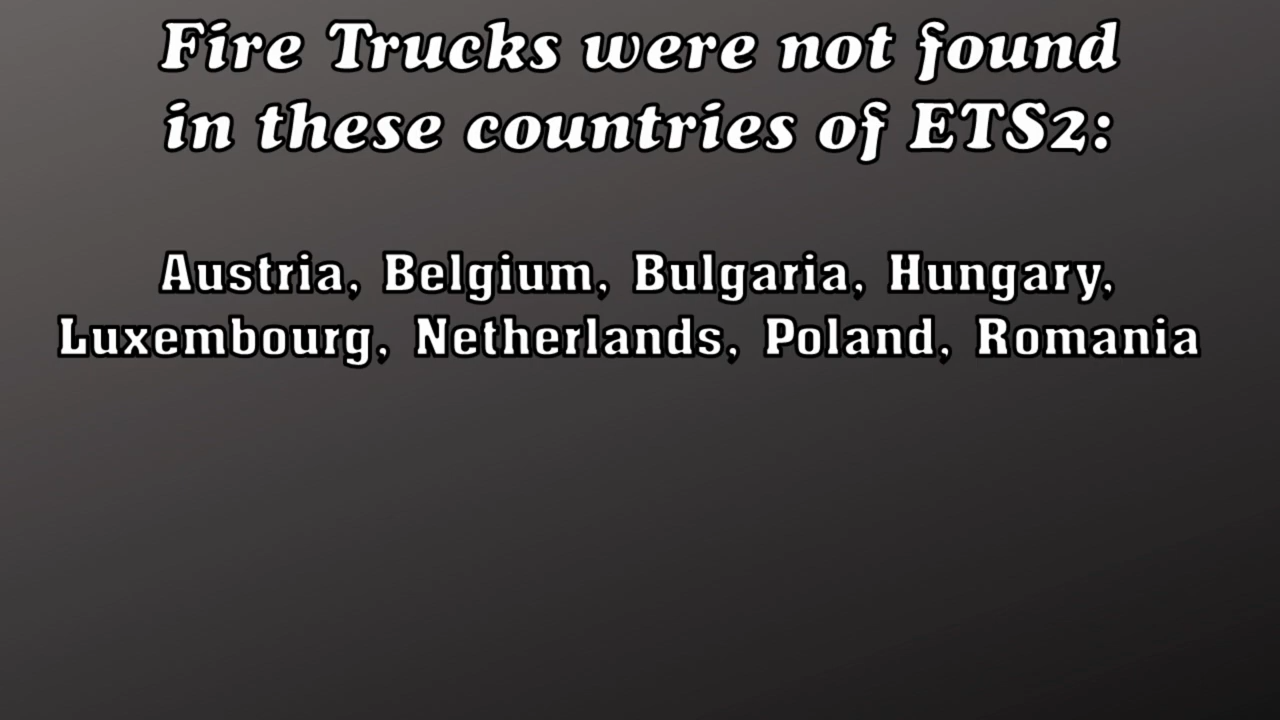 Fire Trucks were not found
in these countries of ETS2:
Austria, Belgium, Bulgaria, Hungary,
Luxembourg, Netherlands, Poland, Romania